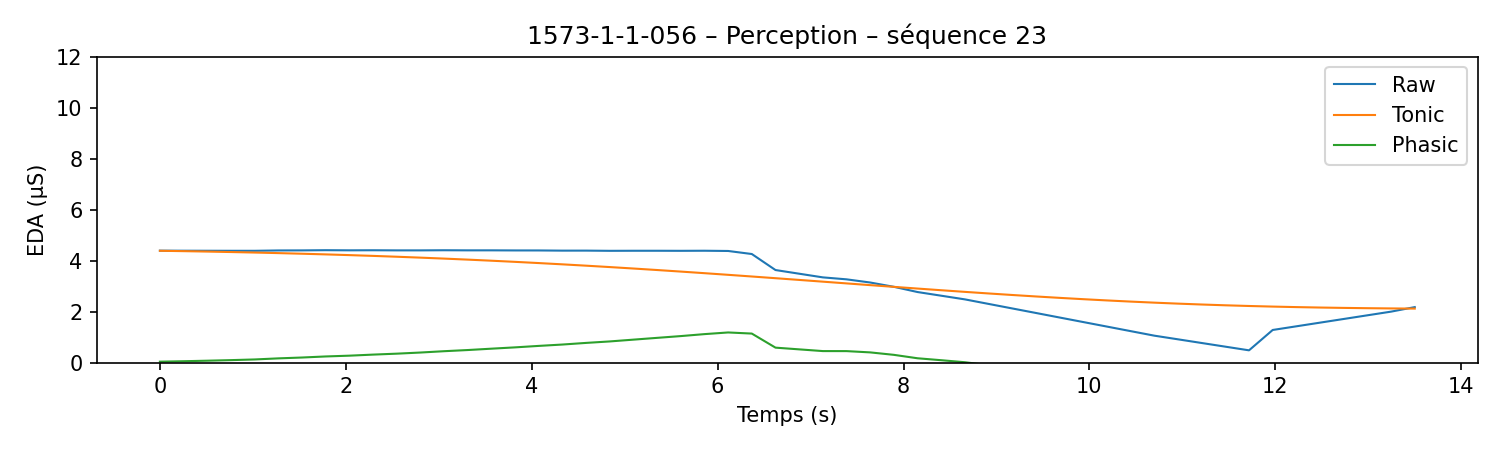 1573-1-1-056 – Perception – séquence 23
EDA (µS)
12
10
8
6
4
2
0
Raw
Tonic
Phasic
0 2 4 6 8 10 12 14
Temps (s)